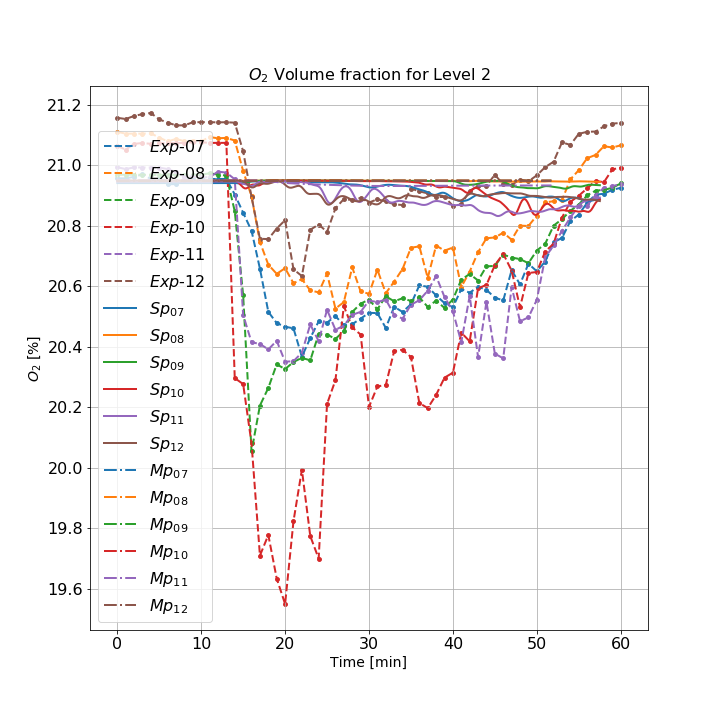 O₂ Volume fraction for Level 2
O₂ [%]
21.2
21.0
20.8
20.6
20.4
20.2
20.0
19.8
19.6
Exp-07
Exp-08
Exp-09
Exp-10
Exp-11
Exp-12
Sp₀₇
Sp₀₈
Sp₀₉
Sp₁₀
Sp₁₁
Sp₁₂
Mp₀₇
Mp₀₈
Mp₀₉
Mp₁₀
Mp₁₁
Mp₁₂
0 10 20 30 40 50 60
Time [min]